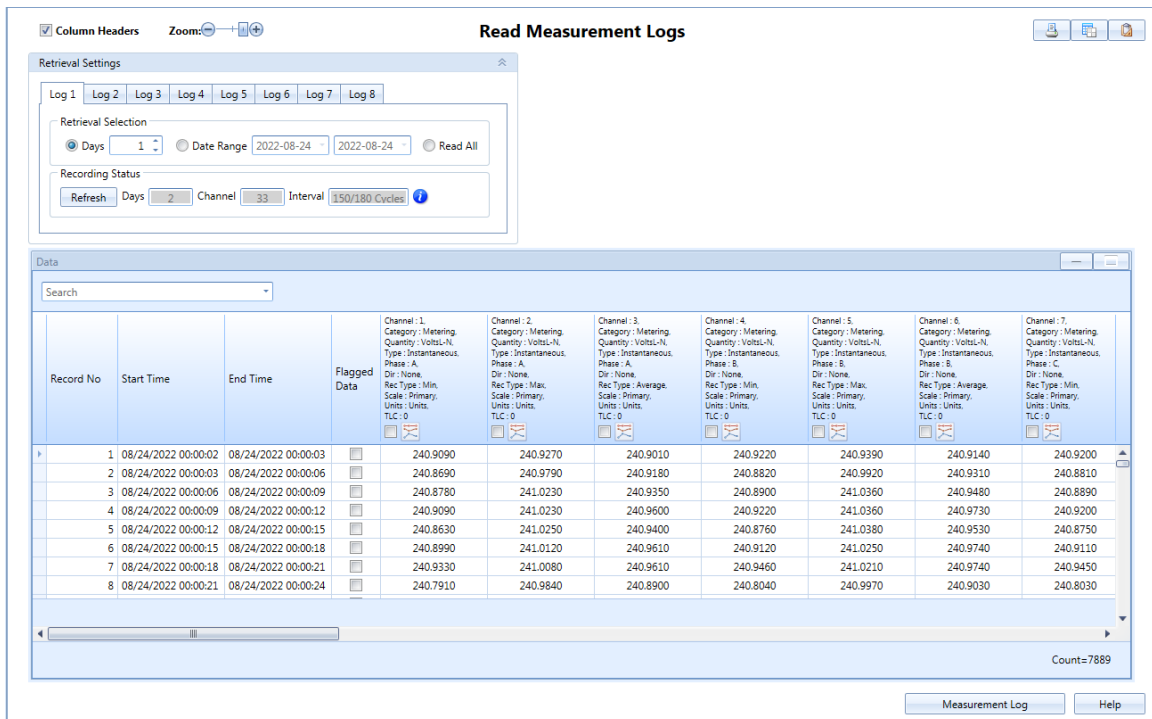 Column Headers Zoom: Read Measurement Logs
Retrieval Settings
Log 1 Log 2 Log 3 Log 4 Log 5 Log 6 Log 7 Log 8
Retrieval Selection
Days 1 Date Range 2022-08-24 2022-08-24 Read All
Recording Status
Refresh Days 2 Channel 33 Interval 150/180 Cycles
Data
Search
Record No Start Time End Time Flagged
Data
Channel : 1,
Category : Metering,
Quantity : VoltsL-N,
Type : Instantaneous,
Phase : A,
Dir : None,
Rec Type : Min,
Scale : Primary,
Units : Units,
TLC : 0
Channel : 2,
Category : Metering,
Quantity : VoltsL-N,
Type : Instantaneous,
Phase : A,
Dir : None,
Rec Type : Max,
Scale : Primary,
Units : Units,
TLC : 0
Channel : 3,
Category : Metering,
Quantity : VoltsL-N,
Type : Instantaneous,
Phase : A,
Dir : None,
Rec Type : Average,
Scale : Primary,
Units : Units,
TLC : 0
Channel : 4,
Category : Metering,
Quantity : VoltsL-N,
Type : Instantaneous,
Phase : B,
Dir : None,
Rec Type : Min,
Scale : Primary,
Units : Units,
TLC : 0
Channel : 5,
Category : Metering,
Quantity : VoltsL-N,
Type : Instantaneous,
Phase : B,
Dir : None,
Rec Type : Max,
Scale : Primary,
Units : Units,
TLC : 0
Channel : 6,
Category : Metering,
Quantity : VoltsL-N,
Type : Instantaneous,
Phase : B,
Dir : None,
Rec Type : Average,
Scale : Primary,
Units : Units,
TLC : 0
Channel : 7,
Category : Metering,
Quantity : VoltsL-N,
Type : Instantaneous,
Phase : C,
Dir : None,
Rec Type : Min,
Scale : Primary,
Units : Units,
TLC : 0
1 08/24/2022 00:00:02 08/24/2022 00:00:03 240.9090 240.9270 240.9010 240.9220 240.9390 240.9140 240.9200
2 08/24/2022 00:00:03 08/24/2022 00:00:06 240.8690 240.9790 240.9180 240.8820 240.9920 240.9310 240.8810
3 08/24/2022 00:00:06 08/24/2022 00:00:09 240.8780 241.0230 240.9350 240.8900 241.0360 240.9480 240.8890
4 08/24/2022 00:00:09 08/24/2022 00:00:12 240.9090 241.0230 240.9600 240.9220 241.0360 240.9730 240.9200
5 08/24/2022 00:00:12 08/24/2022 00:00:15 240.8630 241.0250 240.9400 240.8760 241.0380 240.9530 240.8750
6 08/24/2022 00:00:15 08/24/2022 00:00:18 240.8990 241.0120 240.9610 240.9120 241.0250 240.9740 240.9110
7 08/24/2022 00:00:18 08/24/2022 00:00:21 240.9330 241.0080 240.9610 240.9460 241.0210 240.9740 240.9450
8 08/24/2022 00:00:21 08/24/2022 00:00:24 240.7910 240.9840 240.8900 240.8040 240.9970 240.9030 240.8030
Count=7889
Measurement Log Help